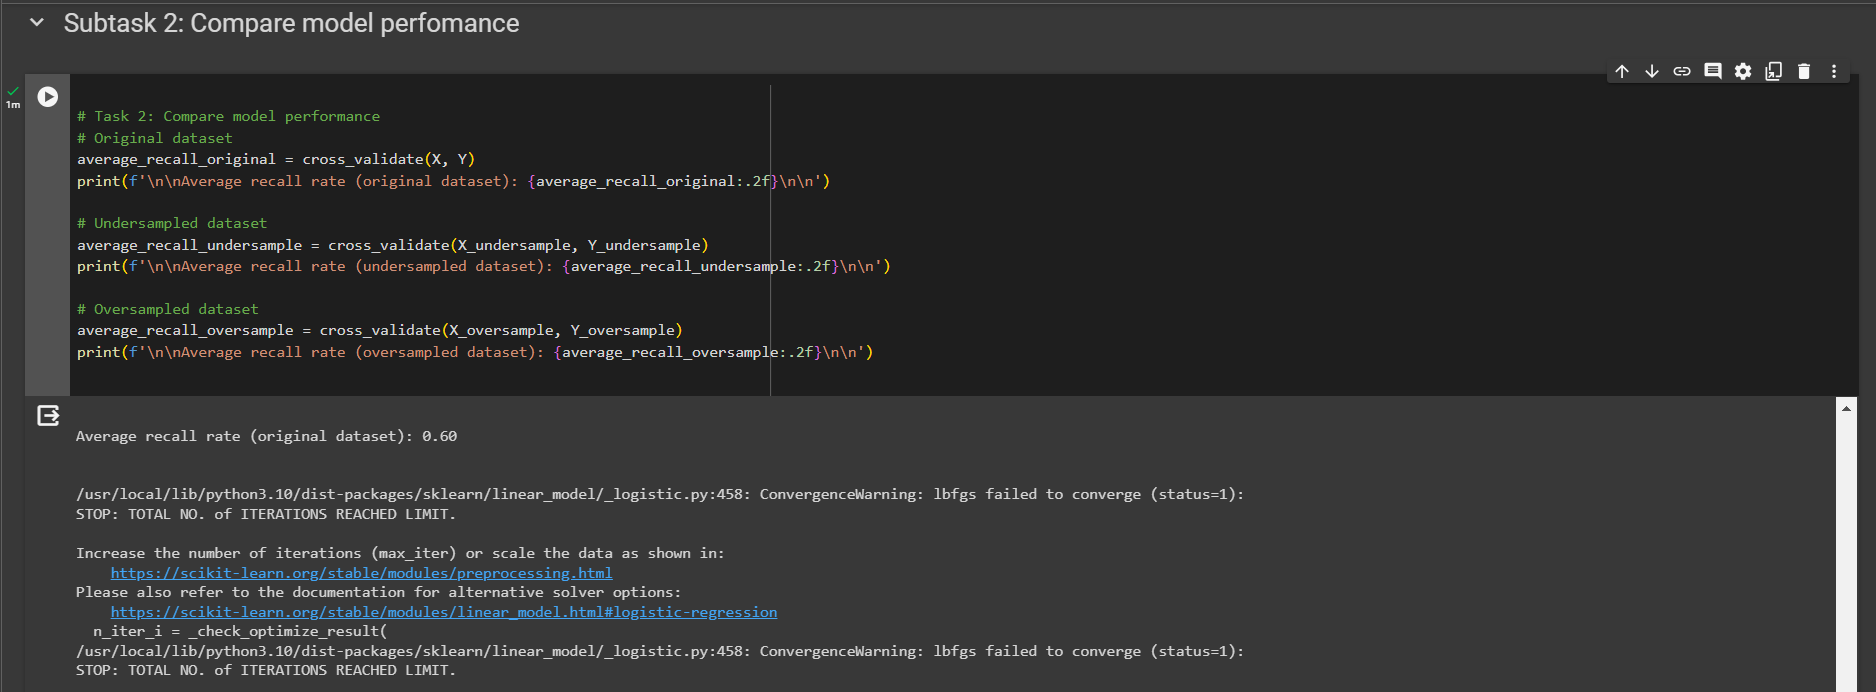 Subtask 2: Compare model perfomance
1m
# Task 2: Compare model performance
# Original dataset
average_recall_original = cross_validate(X, Y)
print(f'\n\nAverage recall rate (original dataset): {average_recall_original:.2f}\n\n')
# Undersampled dataset
average_recall_undersample = cross_validate(X_undersample, Y_undersample)
print(f'\n\nAverage recall rate (undersampled dataset): {average_recall_undersample:.2f}\n\n')
# Oversampled dataset
average_recall_oversample = cross_validate(X_oversample, Y_oversample)
print(f'\n\nAverage recall rate (oversampled dataset): {average_recall_oversample:.2f}\n\n')
Average recall rate (original dataset): 0.60
/usr/local/lib/python3.10/dist-packages/sklearn/linear_model/_logistic.py:458: ConvergenceWarning: lbfgs failed to converge (status=1):
STOP: TOTAL NO. of ITERATIONS REACHED LIMIT.
Increase the number of iterations (max_iter) or scale the data as shown in:
https://scikit-learn.org/stable/modules/preprocessing.html
Please also refer to the documentation for alternative solver options:
https://scikit-learn.org/stable/modules/linear_model.html#logistic-regression
n_iter_i = _check_optimize_result(
/usr/local/lib/python3.10/dist-packages/sklearn/linear_model/_logistic.py:458: ConvergenceWarning: lbfgs failed to converge (status=1):
STOP: TOTAL NO. of ITERATIONS REACHED LIMIT.